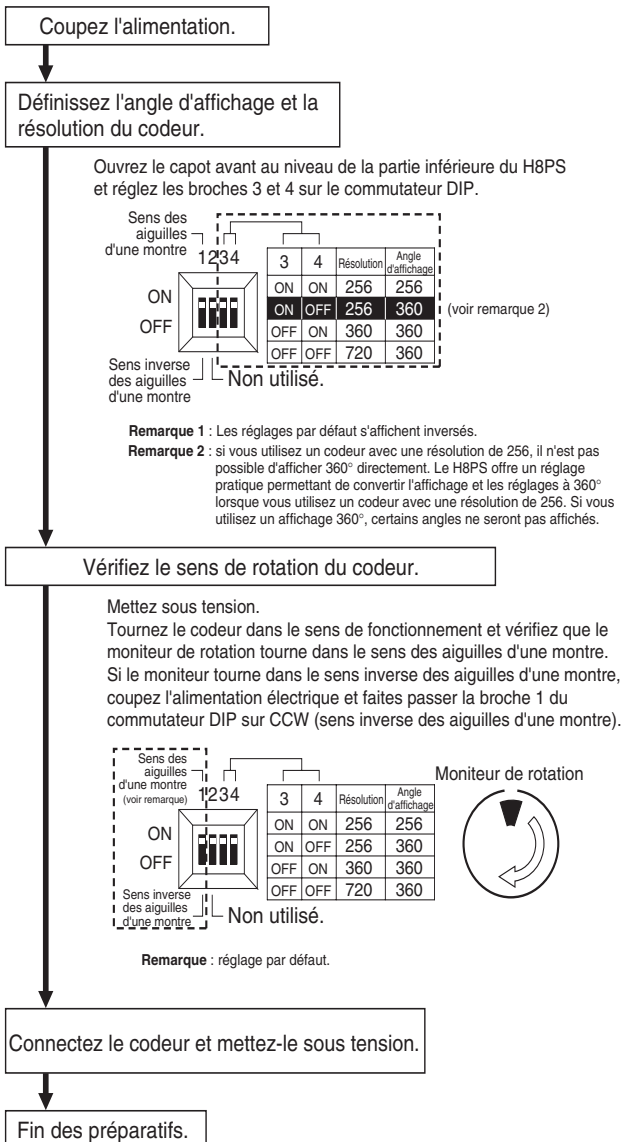 Coupez l'alimentation.
Définissez l'angle d'affichage et la
résolution du codeur.
Ouvrez le capot avant au niveau de la partie inférieure du H8PS
et réglez les broches 3 et 4 sur le commutateur DIP.
Sens des
aiguilles
d'une montre
1234
ON
OFF
Sens inverse
des aiguilles
d'une montre
Non utilisé.
3 4 Résolution Angle d'affichage
ON ON 256 256
ON OFF 256 360
OFF ON 360 360
OFF OFF 720 360
(voir remarque 2)
Remarque 1 : Les réglages par défaut s'affichent inversés.
Remarque 2 : si vous utilisez un codeur avec une résolution de 256, il n'est pas
possible d'afficher 360° directement. Le H8PS offre un réglage
pratique permettant de convertir l'affichage et les réglages à 360°
lorsque vous utilisez un codeur avec une résolution de 256. Si vous
utilisez un affichage 360°, certains angles ne seront pas affichés.
Vérifiez le sens de rotation du codeur.
Mettez sous tension.
Tournez le codeur dans le sens de fonctionnement et vérifiez que le
moniteur de rotation tourne dans le sens des aiguilles d'une montre.
Si le moniteur tourne dans le sens inverse des aiguilles d'une montre,
coupez l'alimentation électrique et faites passer la broche 1 du
commutateur DIP sur CCW (sens inverse des aiguilles d'une montre).
Sens des
aiguilles
d'une montre
(voir remarque)
1234
ON
OFF
Sens inverse
des aiguilles
d'une montre
Non utilisé.
3 4 Résolution Angle d'affichage
ON ON 256 256
ON OFF 256 360
OFF ON 360 360
OFF OFF 720 360
Moniteur de rotation
Remarque : réglage par défaut.
Connectez le codeur et mettez-le sous tension.
Fin des préparatifs.